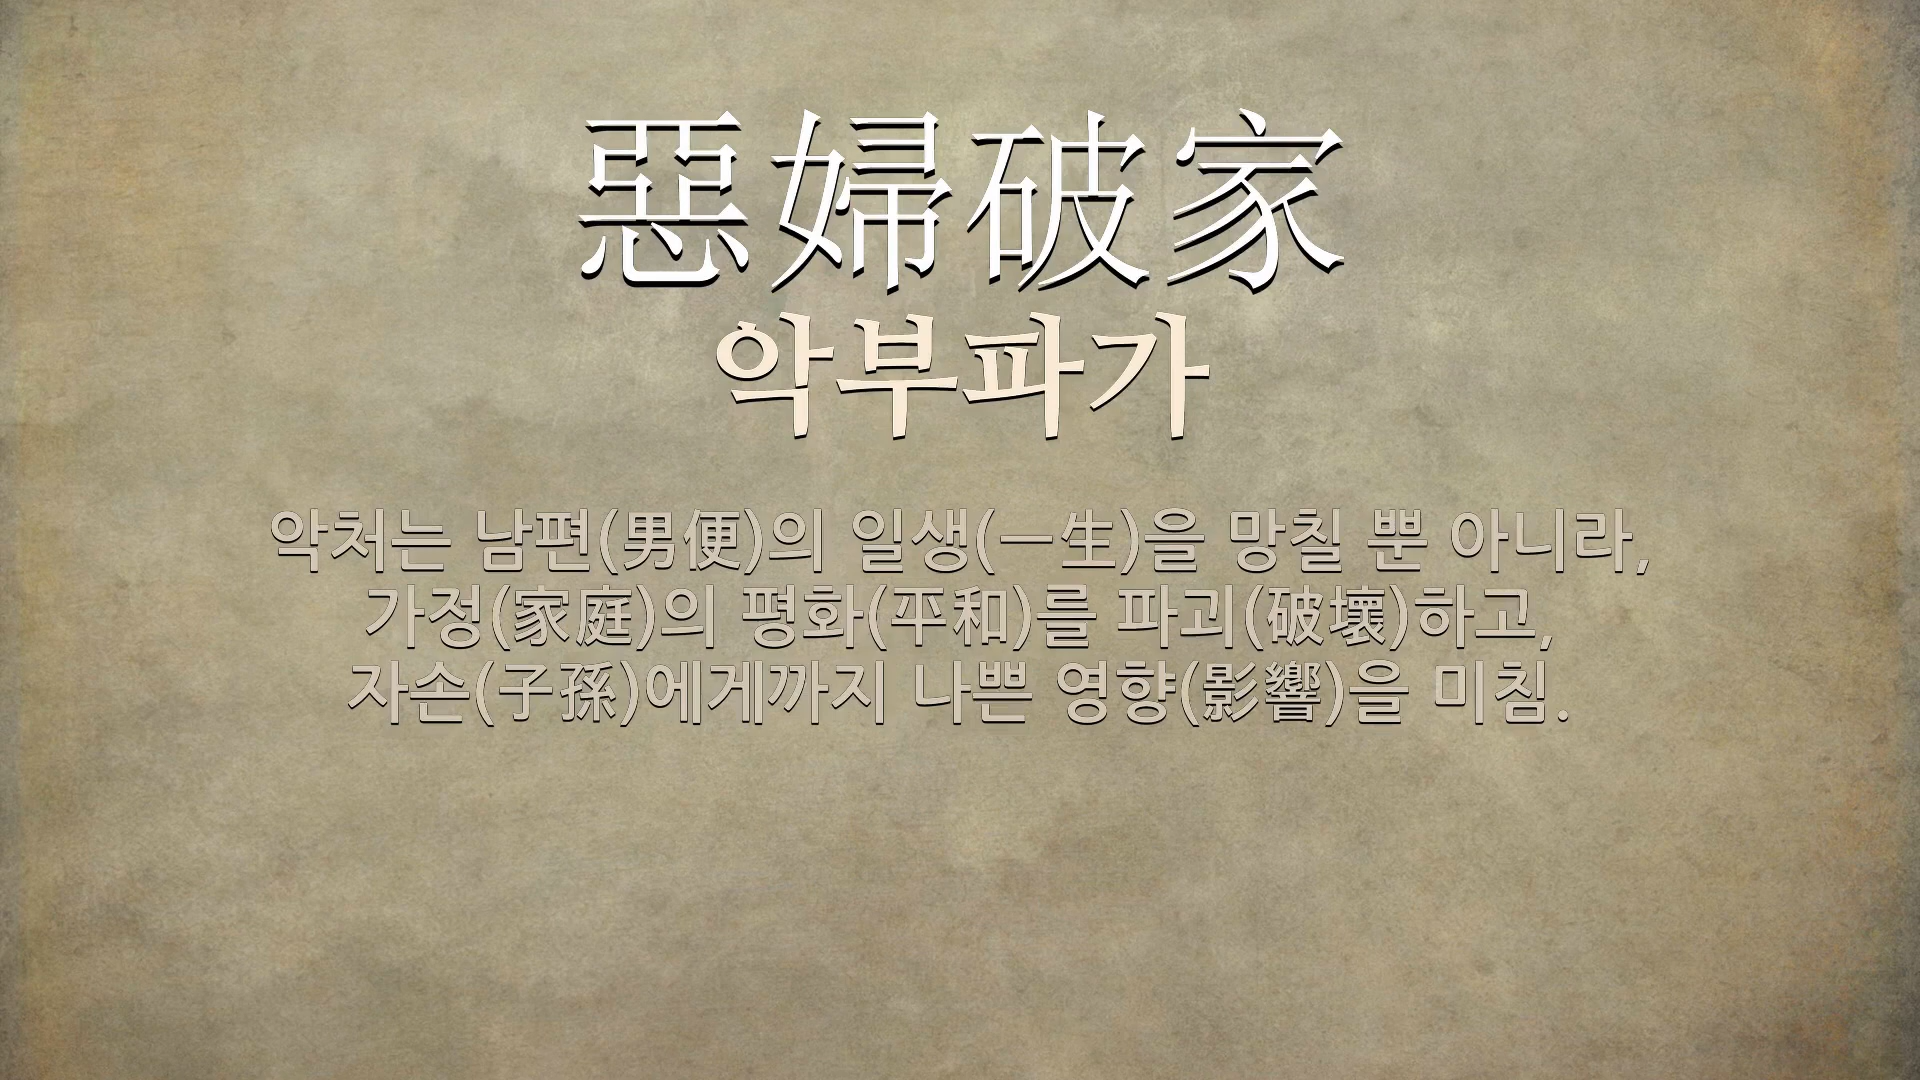 惡婦破家
악부파가
악처는 남편(男便)의 일생(一生)을 망칠 뿐 아니라,
가정(家庭)의 평화(平和)를 파괴(破壞)하고,
자손(子孫)에게까지 나쁜 영향(影響)을 미침.